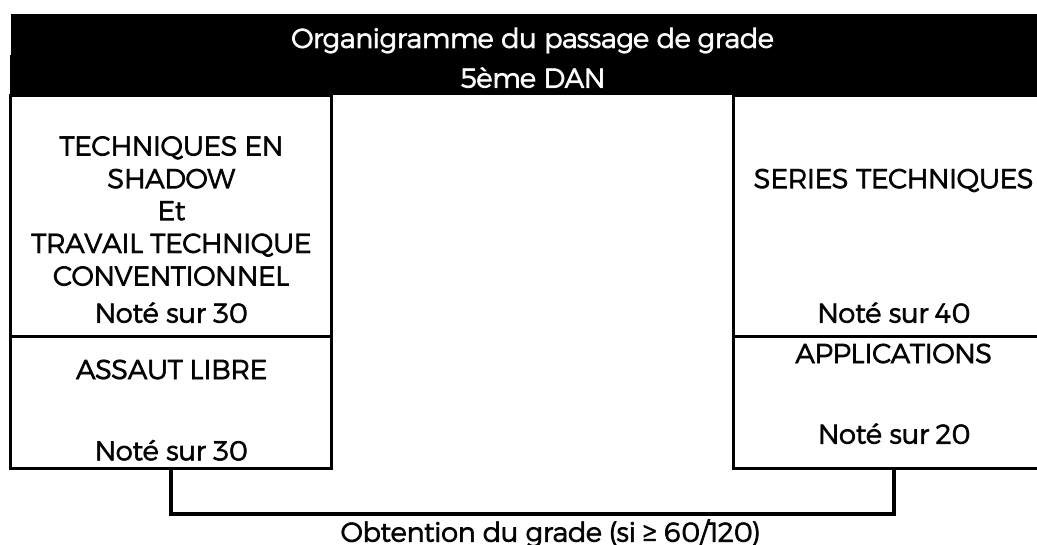 Organigramme du passage de grade
5ème DAN
TECHNIQUES EN
SHADOW
Et
TRAVAIL TECHNIQUE
CONVENTIONNEL
Noté sur 30
SERIES TECHNIQUES
Noté sur 40
ASSAUT LIBRE
Noté sur 30
APPLICATIONS
Noté sur 20
Obtention du grade (si ≥ 60/120)